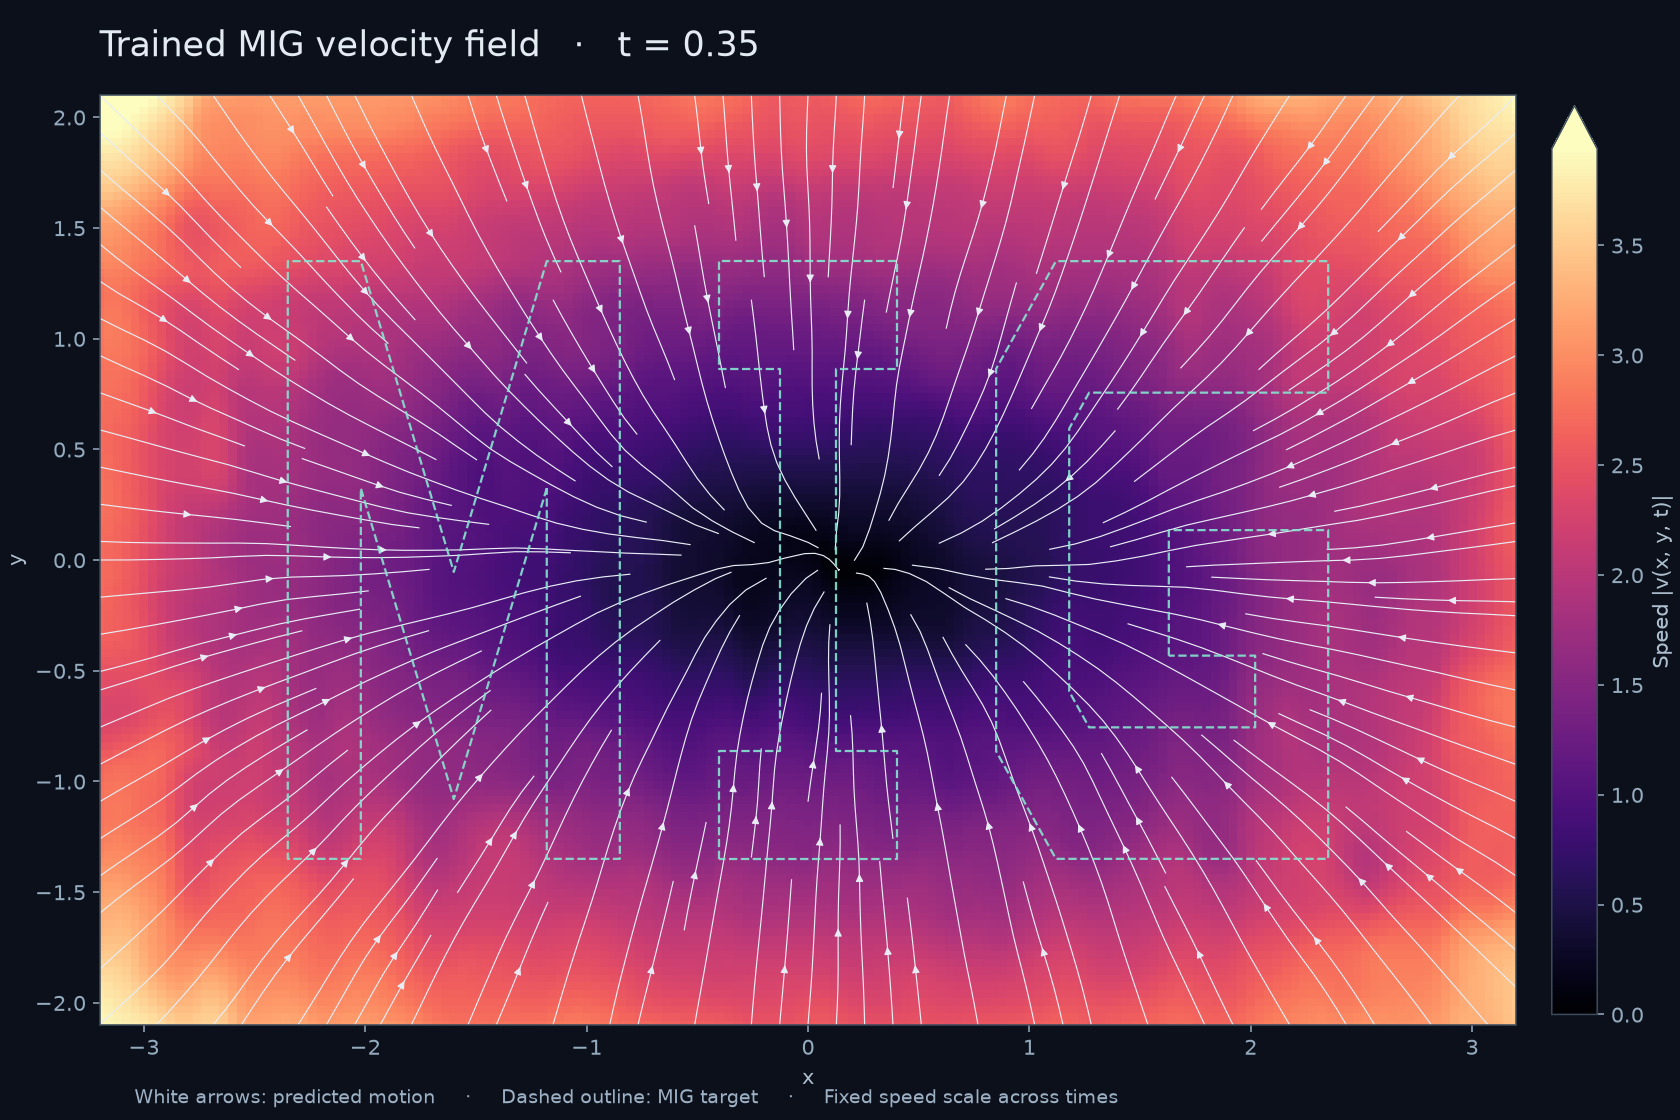 Trained MIG velocity field · t = 0.35
2.0
1.5
1.0
0.5
0.0
−0.5
−1.0
−1.5
−2.0
y
−3 −2 −1 0 1 2 3
x
3.5
3.0
2.5
2.0
1.5
1.0
0.5
0.0
Speed |v(x, y, t)|
White arrows: predicted motion · Dashed outline: MIG target · Fixed speed scale across times